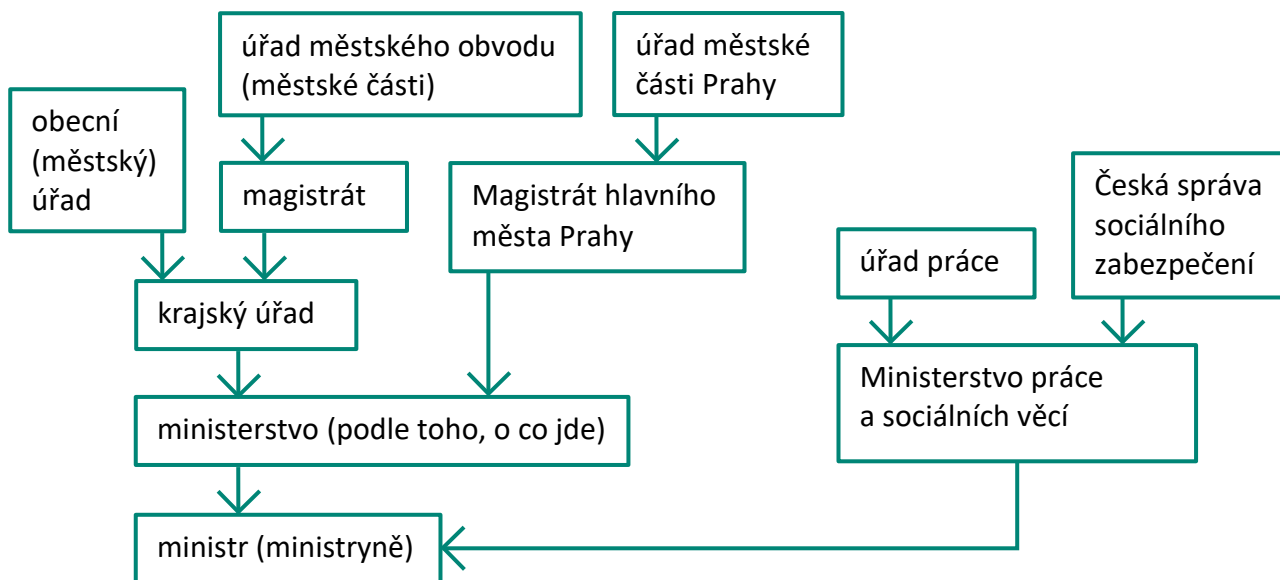 úřad městského obvodu
(městské části)
úřad městské
části Prahy
obecní
(městský)
úřad
magistrát
Magistrát hlavního
města Prahy
Česká správa
sociálního
zabezpečení
úřad práce
krajský úřad
Ministerstvo práce
a sociálních věcí
ministerstvo (podle toho, o co jde)
ministr (ministryně)